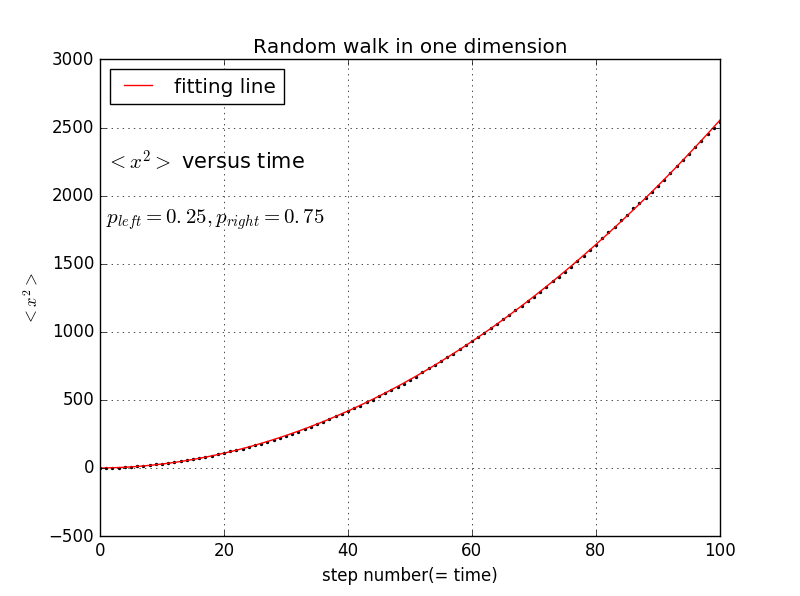 Random walk in one dimension
3000
fitting line
2500
<x²> versus time
2000
p_left = 0.25, p_right = 0.75
1500
<x²>
1000
500
0
−500
0 20 40 60 80 100
step number(= time)